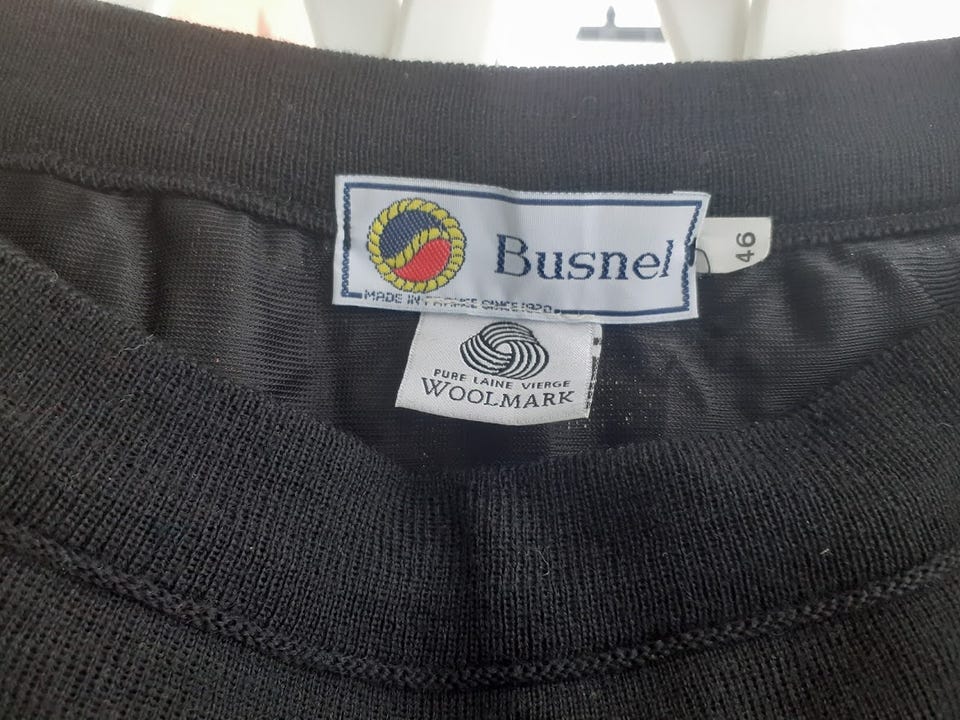 Busnel
MADE IN FRANCE SINCE 1920
46
PURE LAINE VIERGE
WOOLMARK